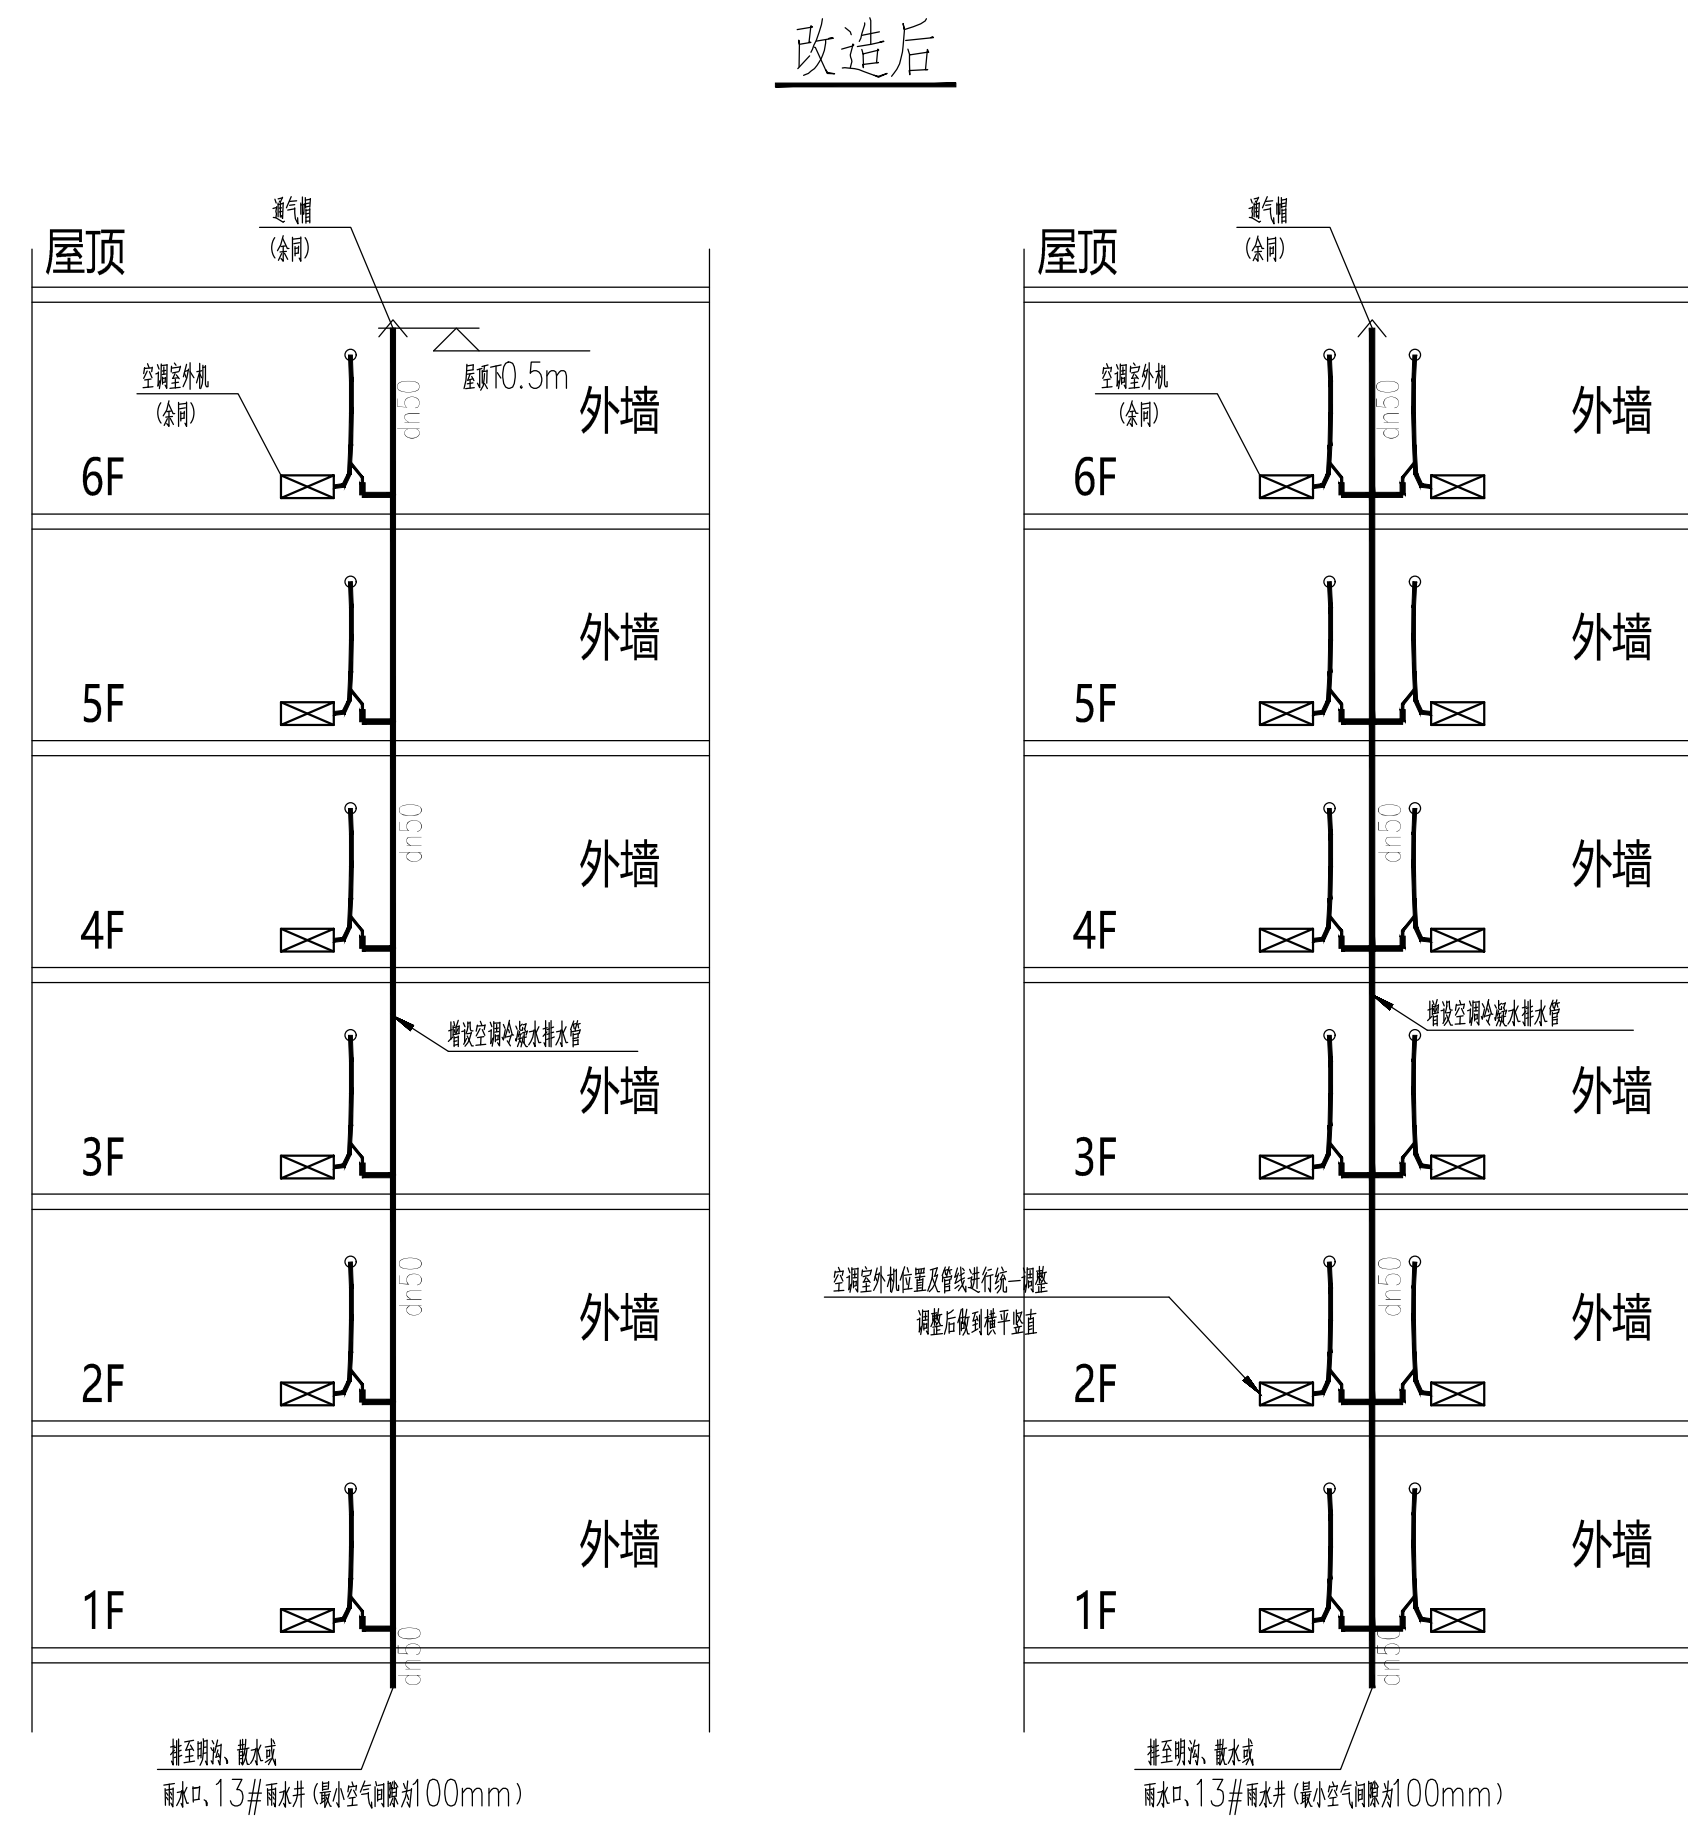 改造后
通气帽
(余同)
屋顶
空调室外机
(余同)
屋顶下0.5m
dn50
外墙
6F
外墙
5F
dn50
外墙
4F
增设空调冷凝水排水管
外墙
3F
dn50
外墙
2F
外墙
1F
dn50
排至明沟、散水或
雨水口、13#雨水井(最小空气间隙为100mm)
通气帽
(余同)
屋顶
空调室外机
(余同)
dn50
外墙
6F
外墙
5F
dn50
外墙
4F
增设空调冷凝水排水管
外墙
3F
空调室外机位置及管线进行统一调整
调整后做到横平竖直
dn50
外墙
2F
外墙
1F
dn50
排至明沟、散水或
雨水口、13#雨水井(最小空气间隙为100mm)